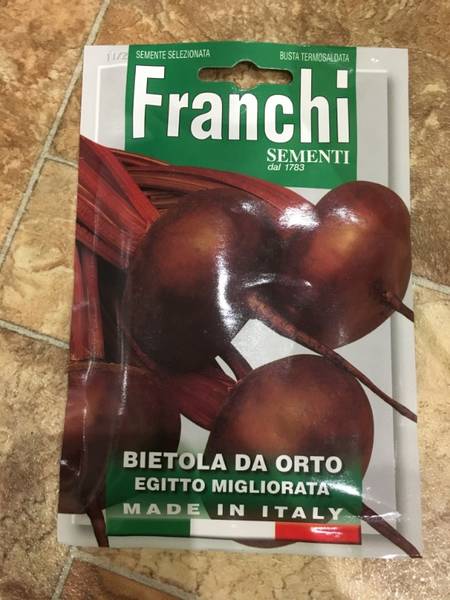 SEMENTE SELEZIONATA
BUSTA TERMOSALDATA
Franchi
SEMENTI
dal 1783
BIETOLA DA ORTO
EGITTO MIGLIORATA
MADE IN ITALY